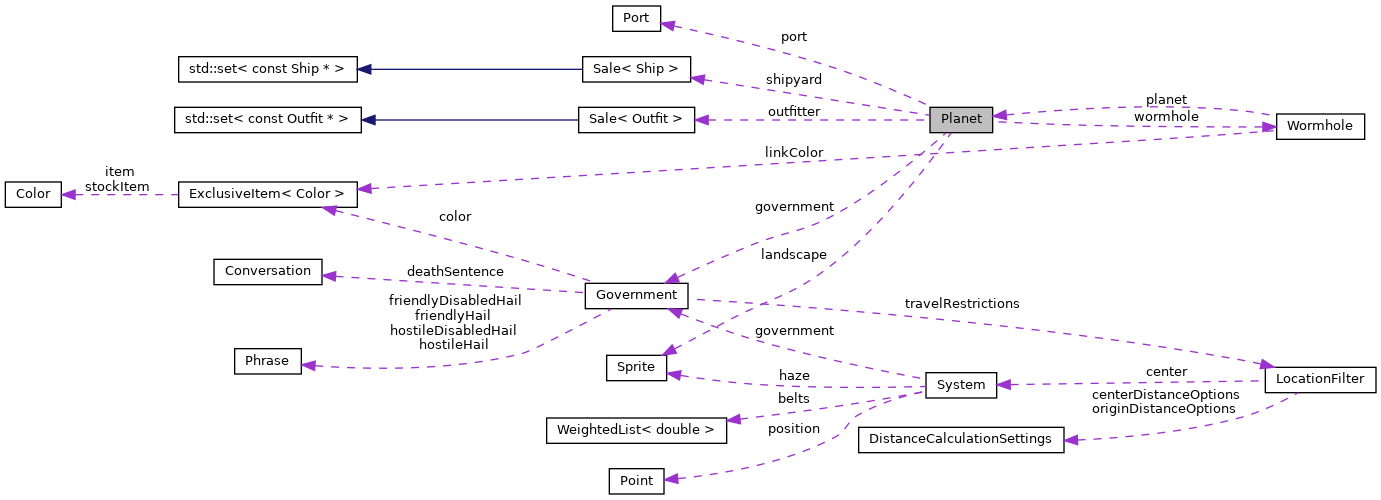 Port
port
std::set< const Ship * >
Sale< Ship >
shipyard
planet
std::set< const Outfit * >
Sale< Outfit >
outfitter
Planet
wormhole
Wormhole
linkColor
item
stockItem
Color
ExclusiveItem< Color >
government
color
landscape
Conversation
deathSentence
Government
friendlyDisabledHail
friendlyHail
hostileDisabledHail
hostileHail
travelRestrictions
government
Phrase
Sprite
haze
System
center
LocationFilter
belts
centerDistanceOptions
originDistanceOptions
WeightedList< double >
position
DistanceCalculationSettings
Point